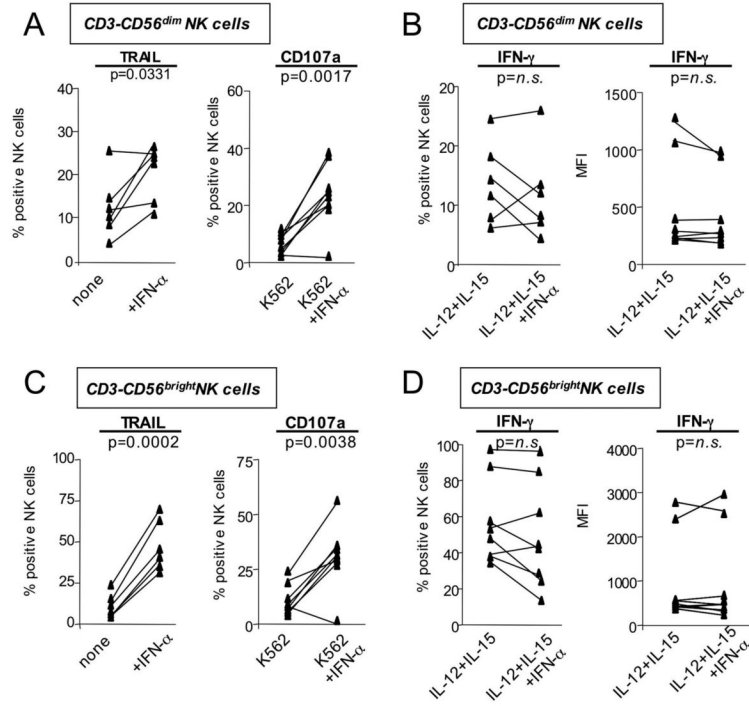 A
CD3-CD56dim NK cells
TRAIL
p=0.0331
% positive NK cells
40
30
20
10
0
none
+IFN-α
CD107a
p=0.0017
% positive NK cells
60
40
20
0
K562
K562
+IFN-α
B
CD3-CD56dim NK cells
IFN-γ
p=n.s.
% positive NK cells
20
20
10
0
IL-12+IL-15
IL-12+IL-15
+IFN-α
IFN-γ
p=n.s.
MFI
1500
1000
500
0
IL-12+IL-15
IL-12+IL-15
+IFN-α
C
CD3-CD56brightNK cells
TRAIL
p=0.0002
% positive NK cells
100
75
50
25
0
none
+IFN-α
CD107a
p=0.0038
% positive NK cells
75
50
25
0
K562
K562
+IFN-α
D
CD3-CD56brightNK cells
IFN-γ
p=n.s.
% positive NK cells
100
80
60
40
20
0
IL-12+IL-15
IL-12+IL-15
+IFN-α
IFN-γ
p=n.s.
MFI
4000
3000
2000
1000
0
IL-12+IL-15
IL-12+IL-15
+IFN-α